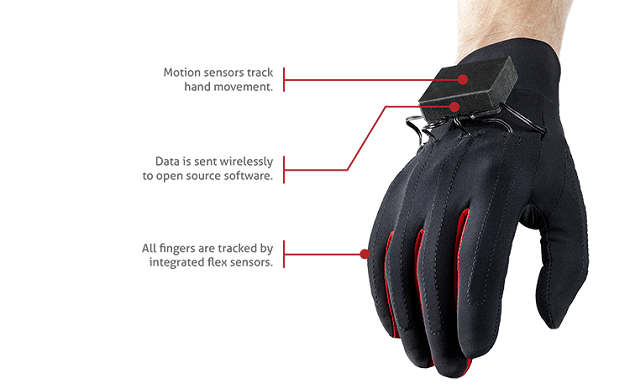 Motion sensors track
hand movement.
Data is sent wirelessly
to open source software.
All fingers are tracked by
integrated flex sensors.